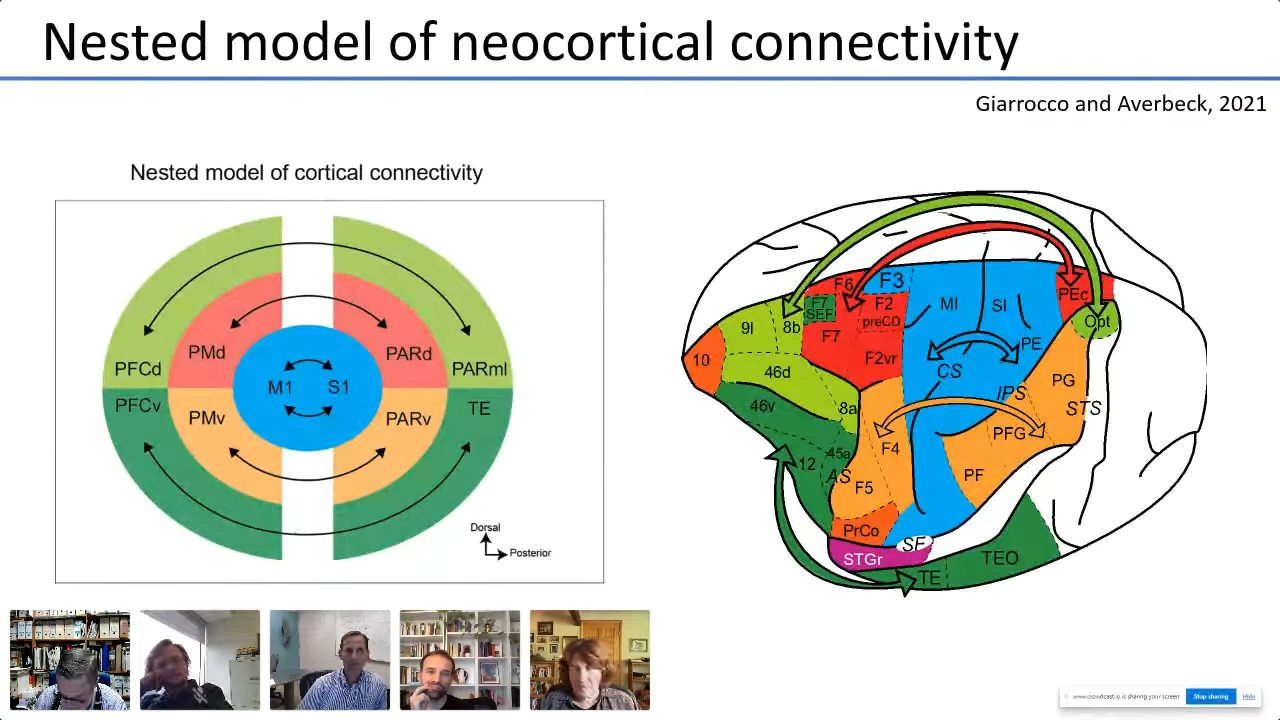 Nested model of neocortical connectivity
Giarrocco and Averbeck, 2021
Nested model of cortical connectivity
PFCd
PMd
M1
S1
PARd
PARml
PFCv
PMv
PARv
TE
Dorsal
Posterior
F6
F3
PEc
F7
SEF
F2
preCD
MI
SI
Opt
9l
8b
F7
PE
10
F2vr
46d
CS
IPS
PG
46v
8a
STS
PFG
F4
45a
12
AS
PF
F5
PrCo
SF
STGr
TEO
TE
www.crowdcast.io is sharing your screen
Stop sharing
Hide